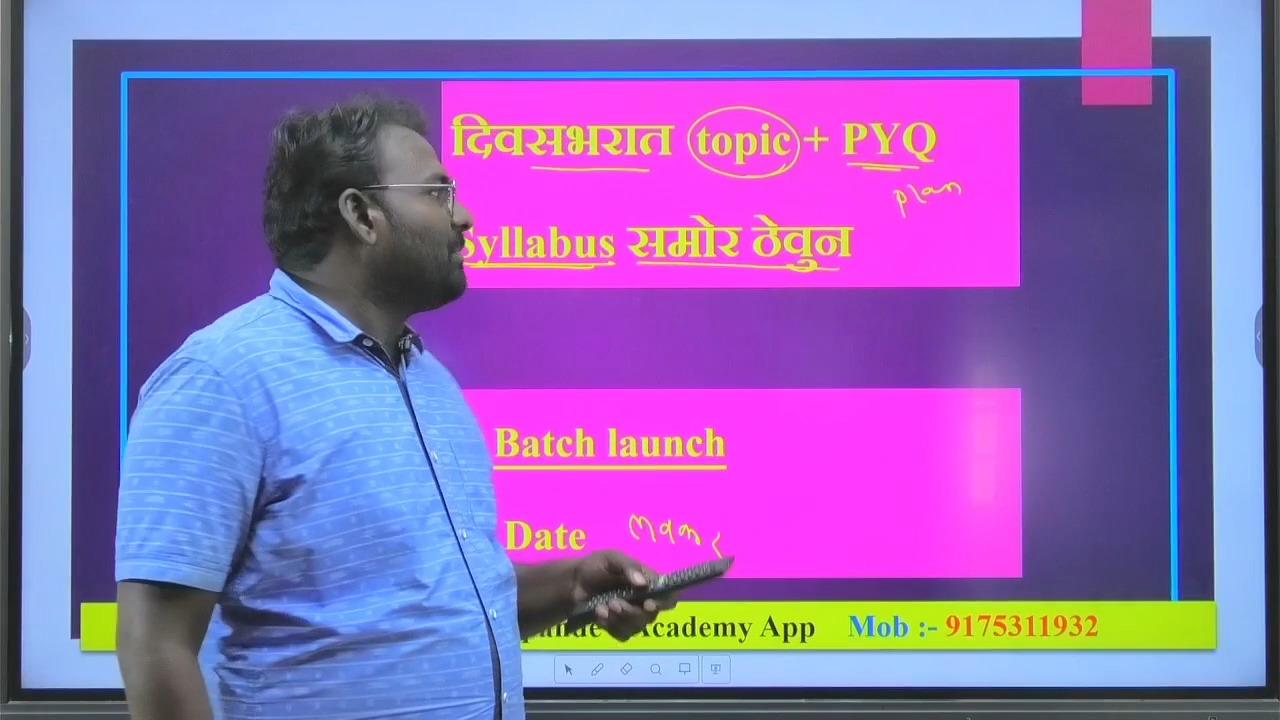 दिवसभरात topic + PYQ
plan
Syllabus समोर ठेवून
Batch launch
Date
Academy App Mob :- 9175311932